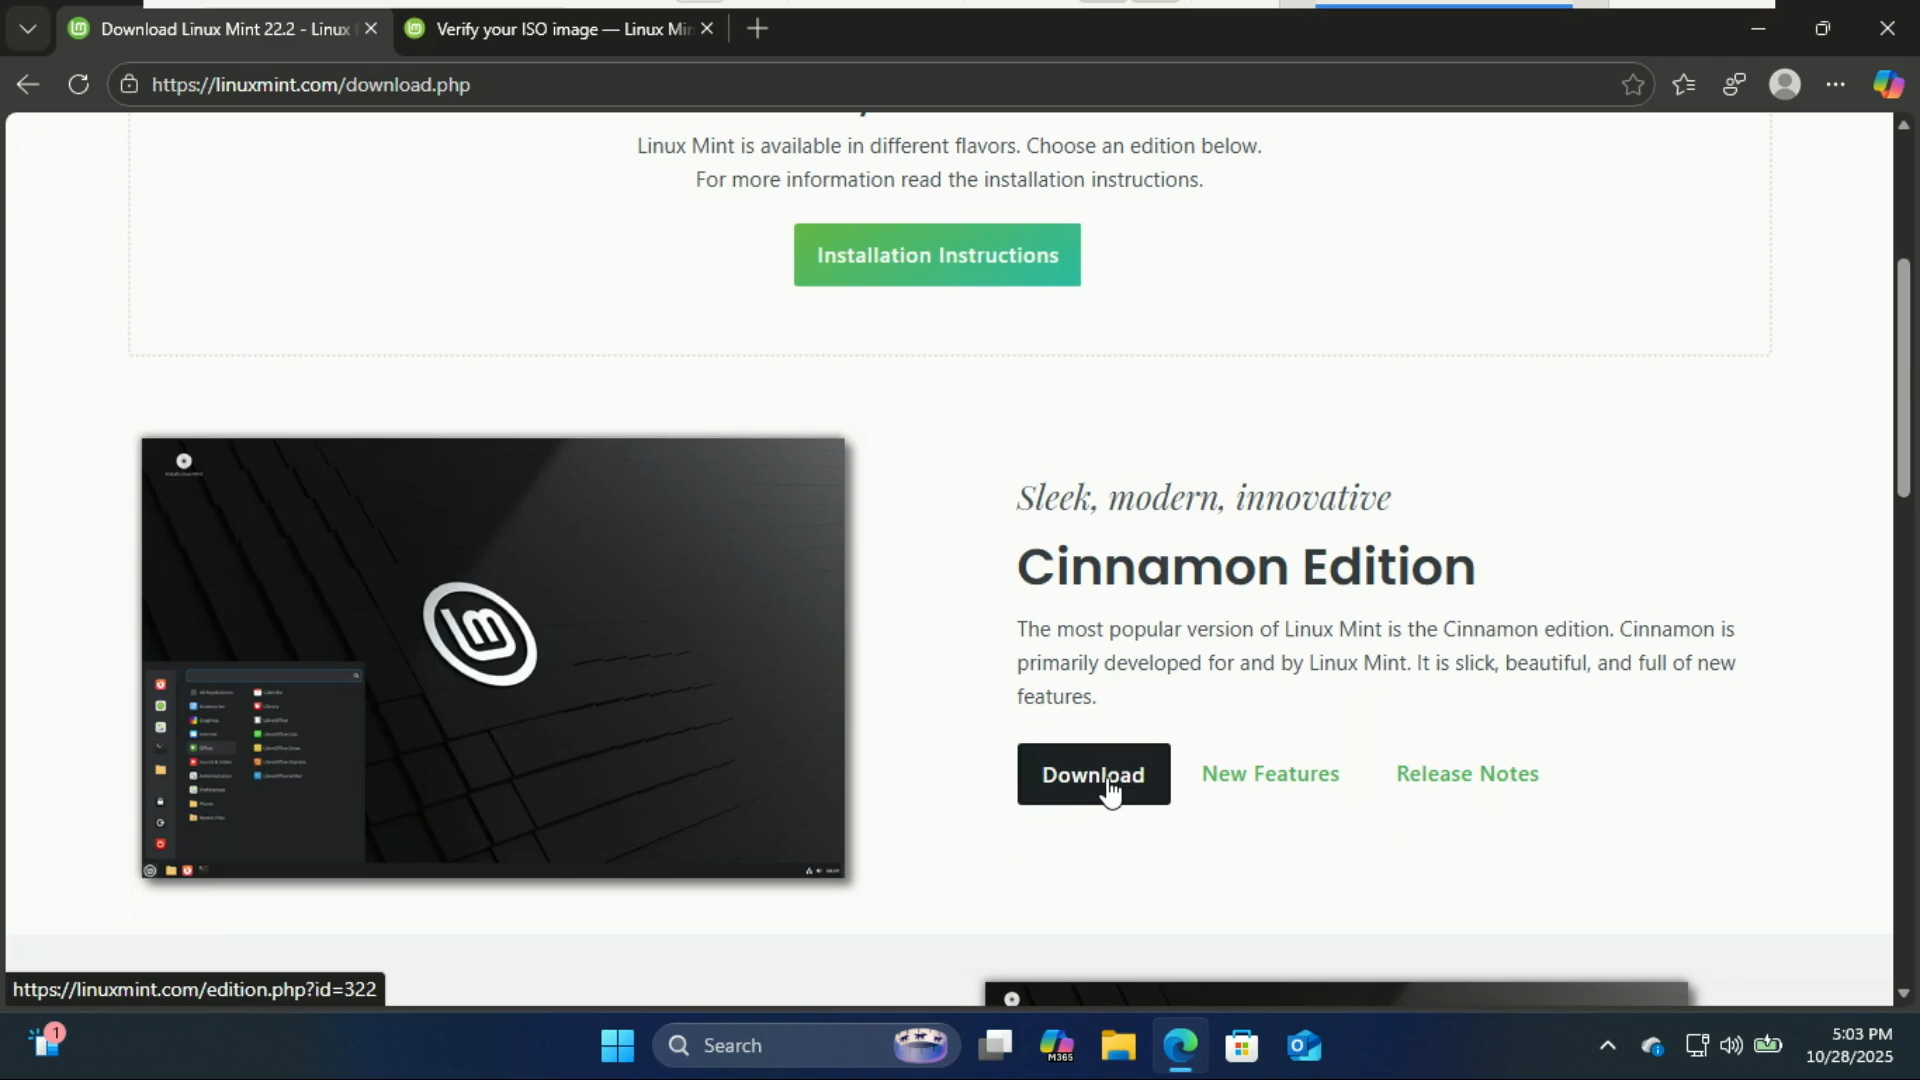 Download Linux Mint 22.2 - Linux
Verify your ISO image — Linux Min
https://linuxmint.com/download.php
Linux Mint is available in different flavors. Choose an edition below.
For more information read the installation instructions.
Installation Instructions
Sleek, modern, innovative
Cinnamon Edition
The most popular version of Linux Mint is the Cinnamon edition. Cinnamon is
primarily developed for and by Linux Mint. It is slick, beautiful, and full of new
features.
Download
New Features
Release Notes
https://linuxmint.com/edition.php?id=322
1
Search
M365
5:03 PM
10/28/2025